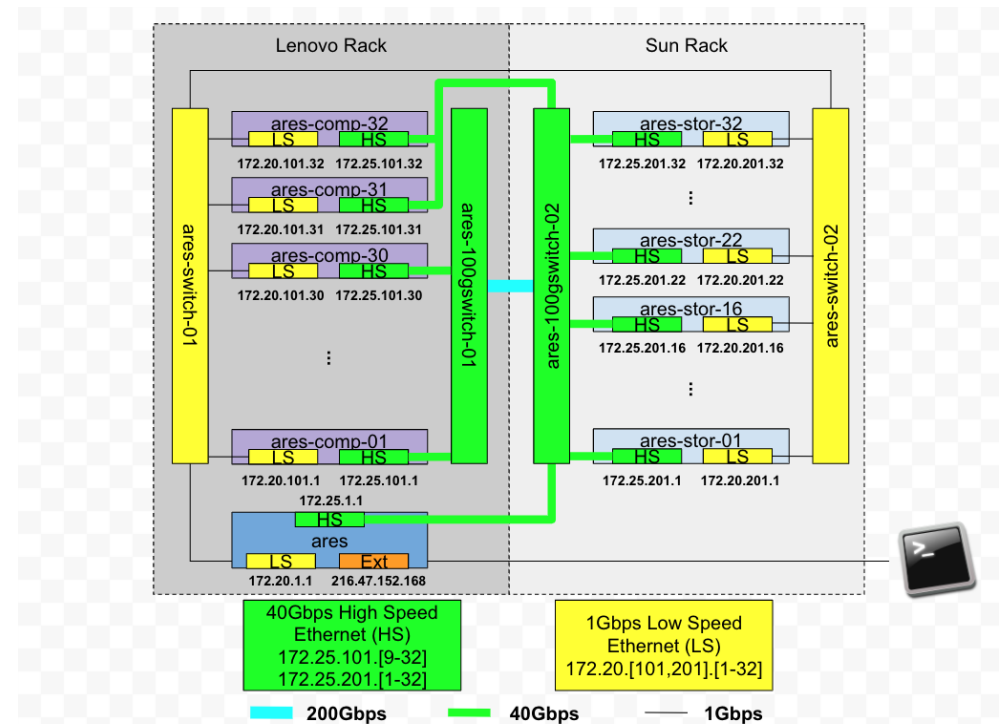 Lenovo Rack
Sun Rack
ares-switch-01
ares-comp-32
LS
HS
172.20.101.32
172.25.101.32
ares-comp-31
LS
HS
172.20.101.31
172.25.101.31
ares-comp-30
LS
HS
172.20.101.30
172.25.101.30
...
ares-comp-01
LS
HS
172.20.101.1
172.25.101.1
172.25.1.1
HS
ares
LS
Ext
172.20.1.1
216.47.152.168
ares-100gswitch-01
ares-100gswitch-02
ares-stor-32
HS
LS
172.25.201.32
172.20.201.32
...
ares-stor-22
HS
LS
172.25.201.22
172.20.201.22
ares-stor-16
HS
LS
172.25.201.16
172.20.201.16
...
ares-stor-01
HS
LS
172.25.201.1
172.20.201.1
ares-switch-02
>_
40Gbps High Speed
Ethernet (HS)
172.25.101.[9-32]
172.25.201.[1-32]
1Gbps Low Speed
Ethernet (LS)
172.20.[101,201].[1-32]
200Gbps
40Gbps
1Gbps